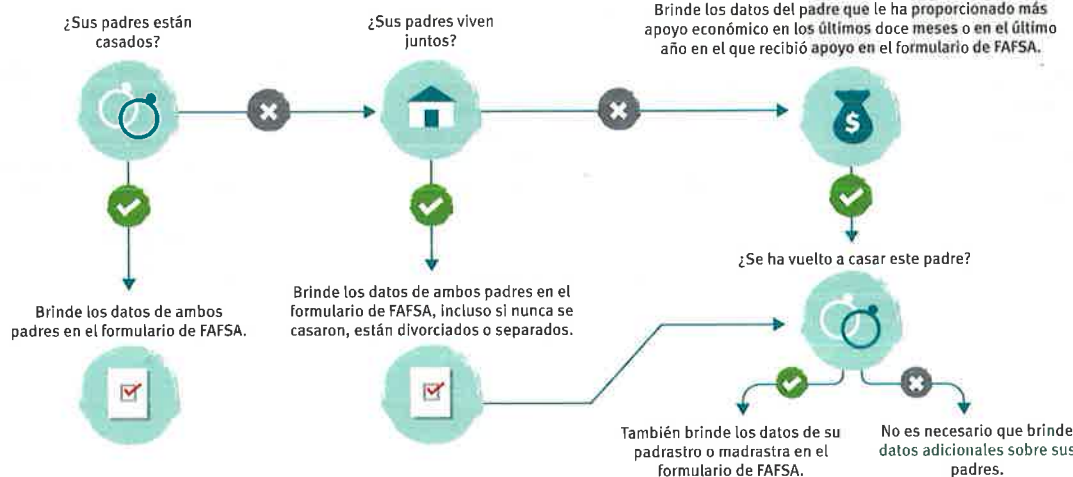 ¿Sus padres están
casados?
¿Sus padres viven
juntos?
Brinde los datos del padre que le ha proporcionado más
apoyo económico en los últimos doce meses o en el último
año en el que recibió apoyo en el formulario de FAFSA.
$
Brinde los datos de ambos
padres en el formulario de FAFSA.
Brinde los datos de ambos padres en el
formulario de FAFSA, incluso si nunca se
casaron, están divorciados o separados.
¿Se ha vuelto a casar este padre?
También brinde los datos de su
padrastro o madrastra en el
formulario de FAFSA.
No es necesario que brinde
datos adicionales sobre sus
padres.